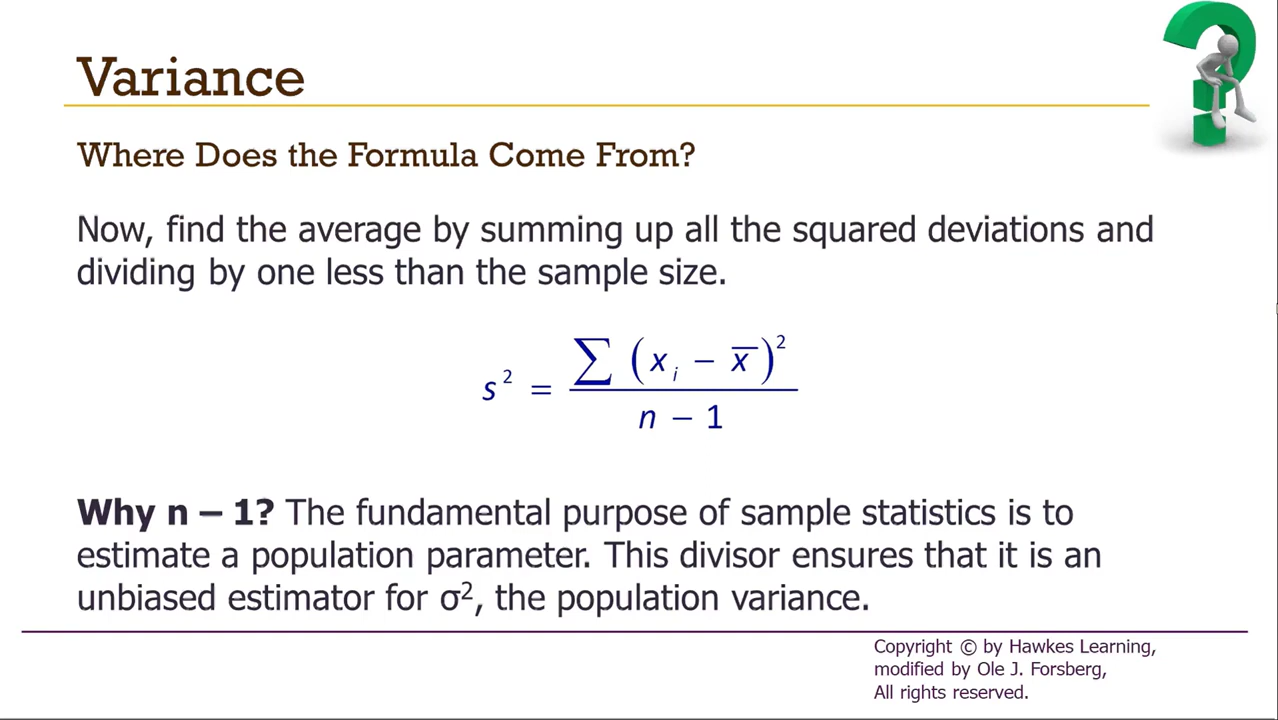 Variance
Where Does the Formula Come From?
Now, find the average by summing up all the squared deviations and
dividing by one less than the sample size.
s² = ∑ (xᵢ − x̅)² / (n − 1)
Why n – 1? The fundamental purpose of sample statistics is to
estimate a population parameter. This divisor ensures that it is an
unbiased estimator for σ², the population variance.
Copyright © by Hawkes Learning,
modified by Ole J. Forsberg,
All rights reserved.